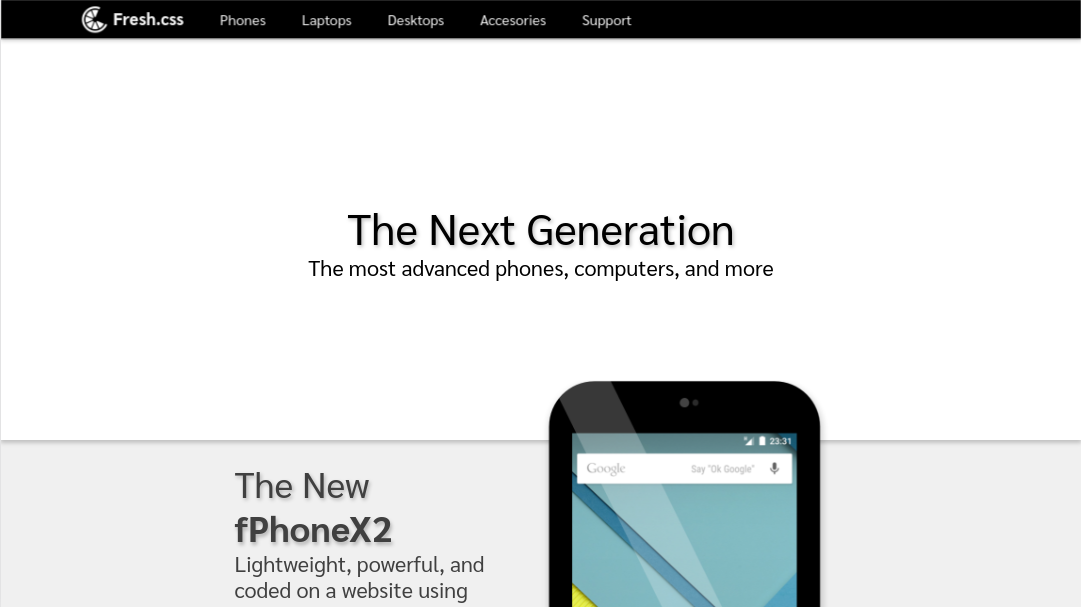 Fresh.css Phones Laptops Desktops Accesories Support
The Next Generation
The most advanced phones, computers, and more
23:31
Google Say "Ok Google"
The New
fPhoneX2
Lightweight, powerful, and
coded on a website using